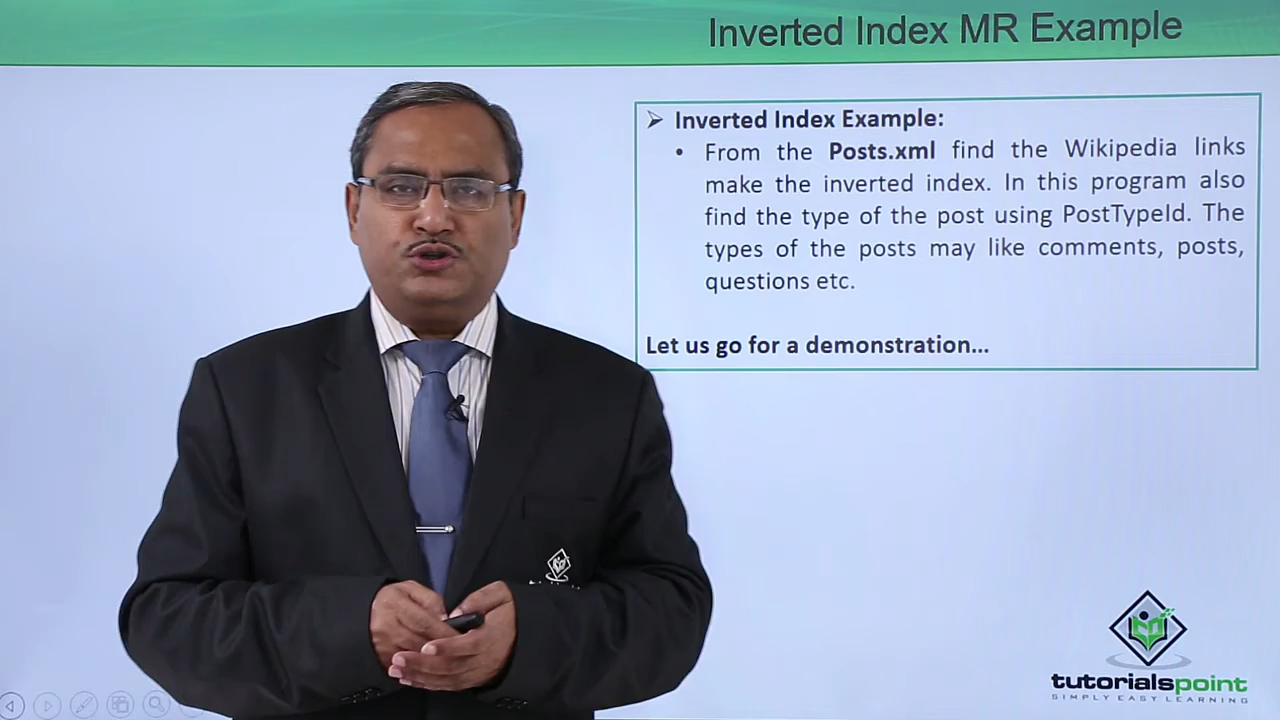 Inverted Index MR Example
➢ Inverted Index Example:
• From the Posts.xml find the Wikipedia links
make the inverted index. In this program also
find the type of the post using PostTypeId. The
types of the posts may like comments, posts,
questions etc.
Let us go for a demonstration...
tutorialspoint
SIMPLY EASY LEARNING